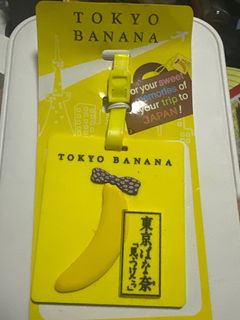 TOKYO
BANANA
For your sweet
memories of
your trip to
JAPAN!
TOKYO BANANA
東京ばな奈
「見ぃつけたっ」